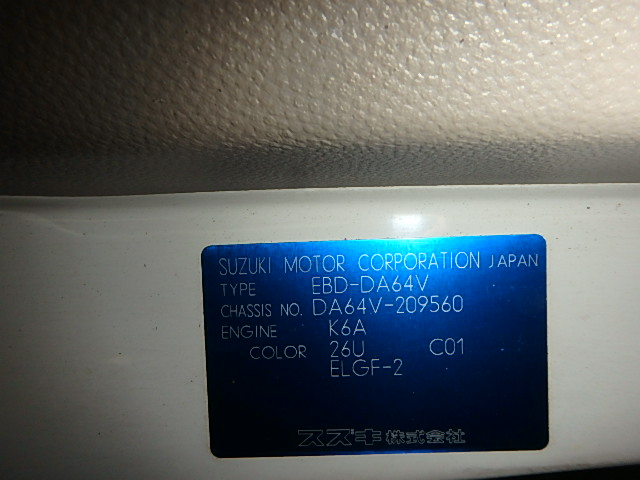 SUZUKI MOTOR CORPORATION JAPAN
TYPE EBD-DA64V
CHASSIS NO. DA64V-209560
ENGINE K6A
COLOR 26U C01
ELGF-2
スズキ株式会社